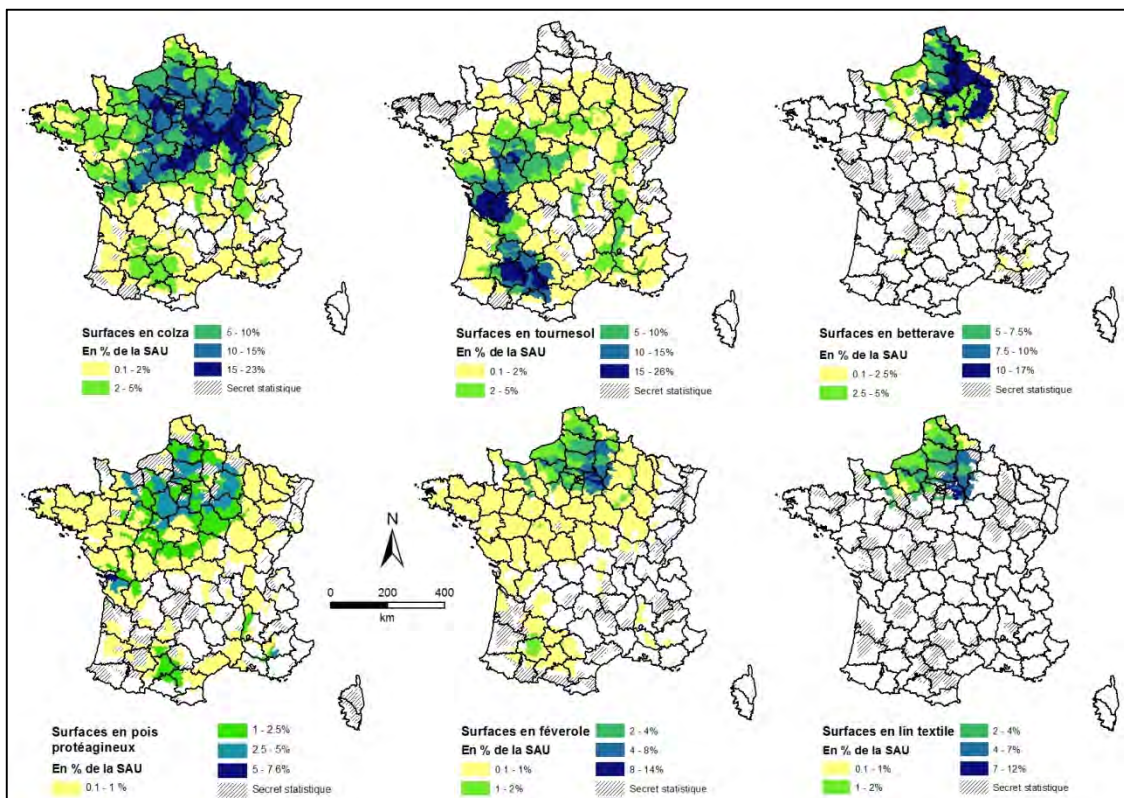 Surfaces en colza
En % de la SAU
0.1 - 2%
2 - 5%
5 - 10%
10 - 15%
15 - 23%
Secret statistique
Surfaces en tournesol
En % de la SAU
0.1 - 2%
2 - 5%
5 - 10%
10 - 15%
15 - 26%
Secret statistique
Surfaces en betterave
En % de la SAU
0.1 - 2.5%
2.5 - 5%
5 - 7.5%
7.5 - 10%
10 - 17%
Secret statistique
N
0 200 400
km
Surfaces en pois
protéagineux
En % de la SAU
0.1 - 1 %
1 - 2.5%
2.5 - 5%
5 - 7.6%
Secret statistique
Surfaces en féverole
En % de la SAU
0.1 - 1%
1 - 2%
2 - 4%
4 - 8%
8 - 14%
Secret statistique
Surfaces en lin textile
En % de la SAU
0.1 - 1%
1 - 2%
2 - 4%
4 - 7%
7 - 12%
Secret statistique